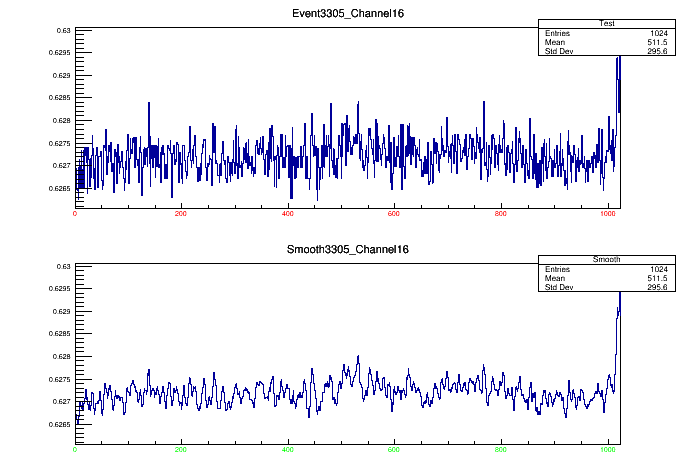 Event3305_Channel16
Test
Entries 1024
Mean 511.5
Std Dev 295.6
0.63
0.6295
0.629
0.6285
0.628
0.6275
0.627
0.6265
0 200 400 600 800 1000
Smooth3305_Channel16
Smooth
Entries 1024
Mean 511.5
Std Dev 295.6
0.63
0.6295
0.629
0.6285
0.628
0.6275
0.627
0.6265
0 200 400 600 800 1000